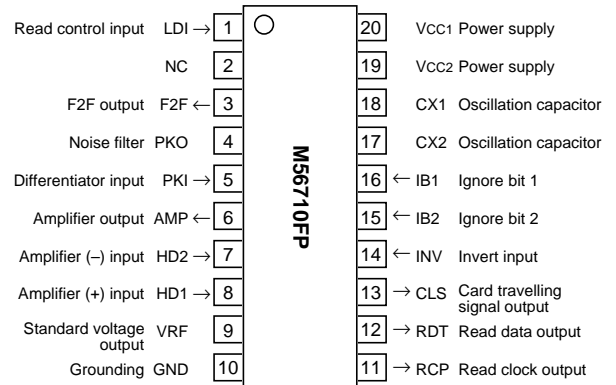 Read control input LDI → 1
NC 2
F2F output F2F ← 3
Noise filter PKO 4
Differentiator input PKI → 5
Amplifier output AMP ← 6
Amplifier (–) input HD2 → 7
Amplifier (+) input HD1 → 8
Standard voltage
output
VRF 9
Grounding GND 10
M56710FP
20 VCC1 Power supply
19 VCC2 Power supply
18 CX1 Oscillation capacitor
17 CX2 Oscillation capacitor
16 ← IB1 Ignore bit 1
15 ← IB2 Ignore bit 2
14 ← INV Invert input
13 → CLS Card travelling
signal output
12 → RDT Read data output
11 → RCP Read clock output